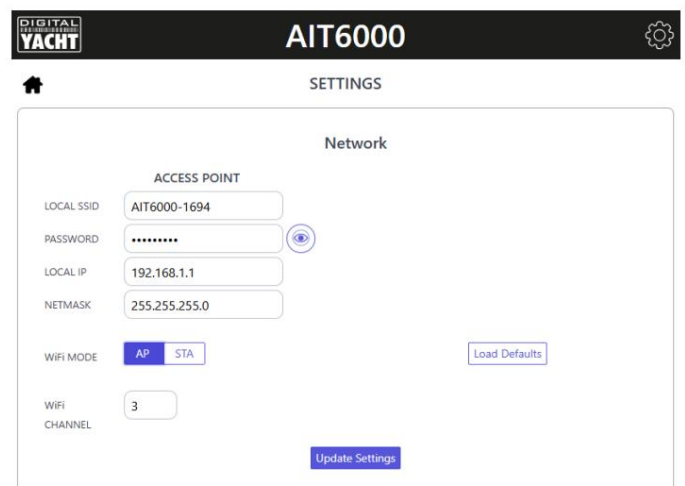 DIGITAL
YACHT
AIT6000
SETTINGS
Network
ACCESS POINT
LOCAL SSID AIT6000-1694
PASSWORD •••••••••
LOCAL IP 192.168.1.1
NETMASK 255.255.255.0
WiFi MODE AP STA Load Defaults
WiFi 3
CHANNEL
Update Settings